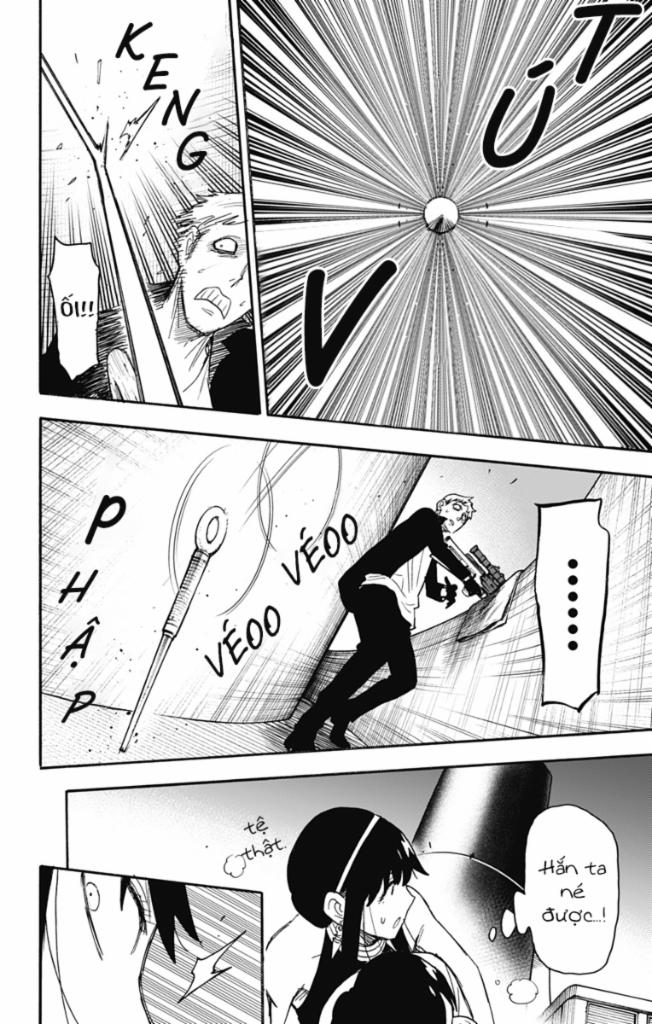 VÚT
KENG
ỐI!!!
......
VÉOO
VÉOO
PHẬP
Hắn ta
né
được...!
tệ
thật.